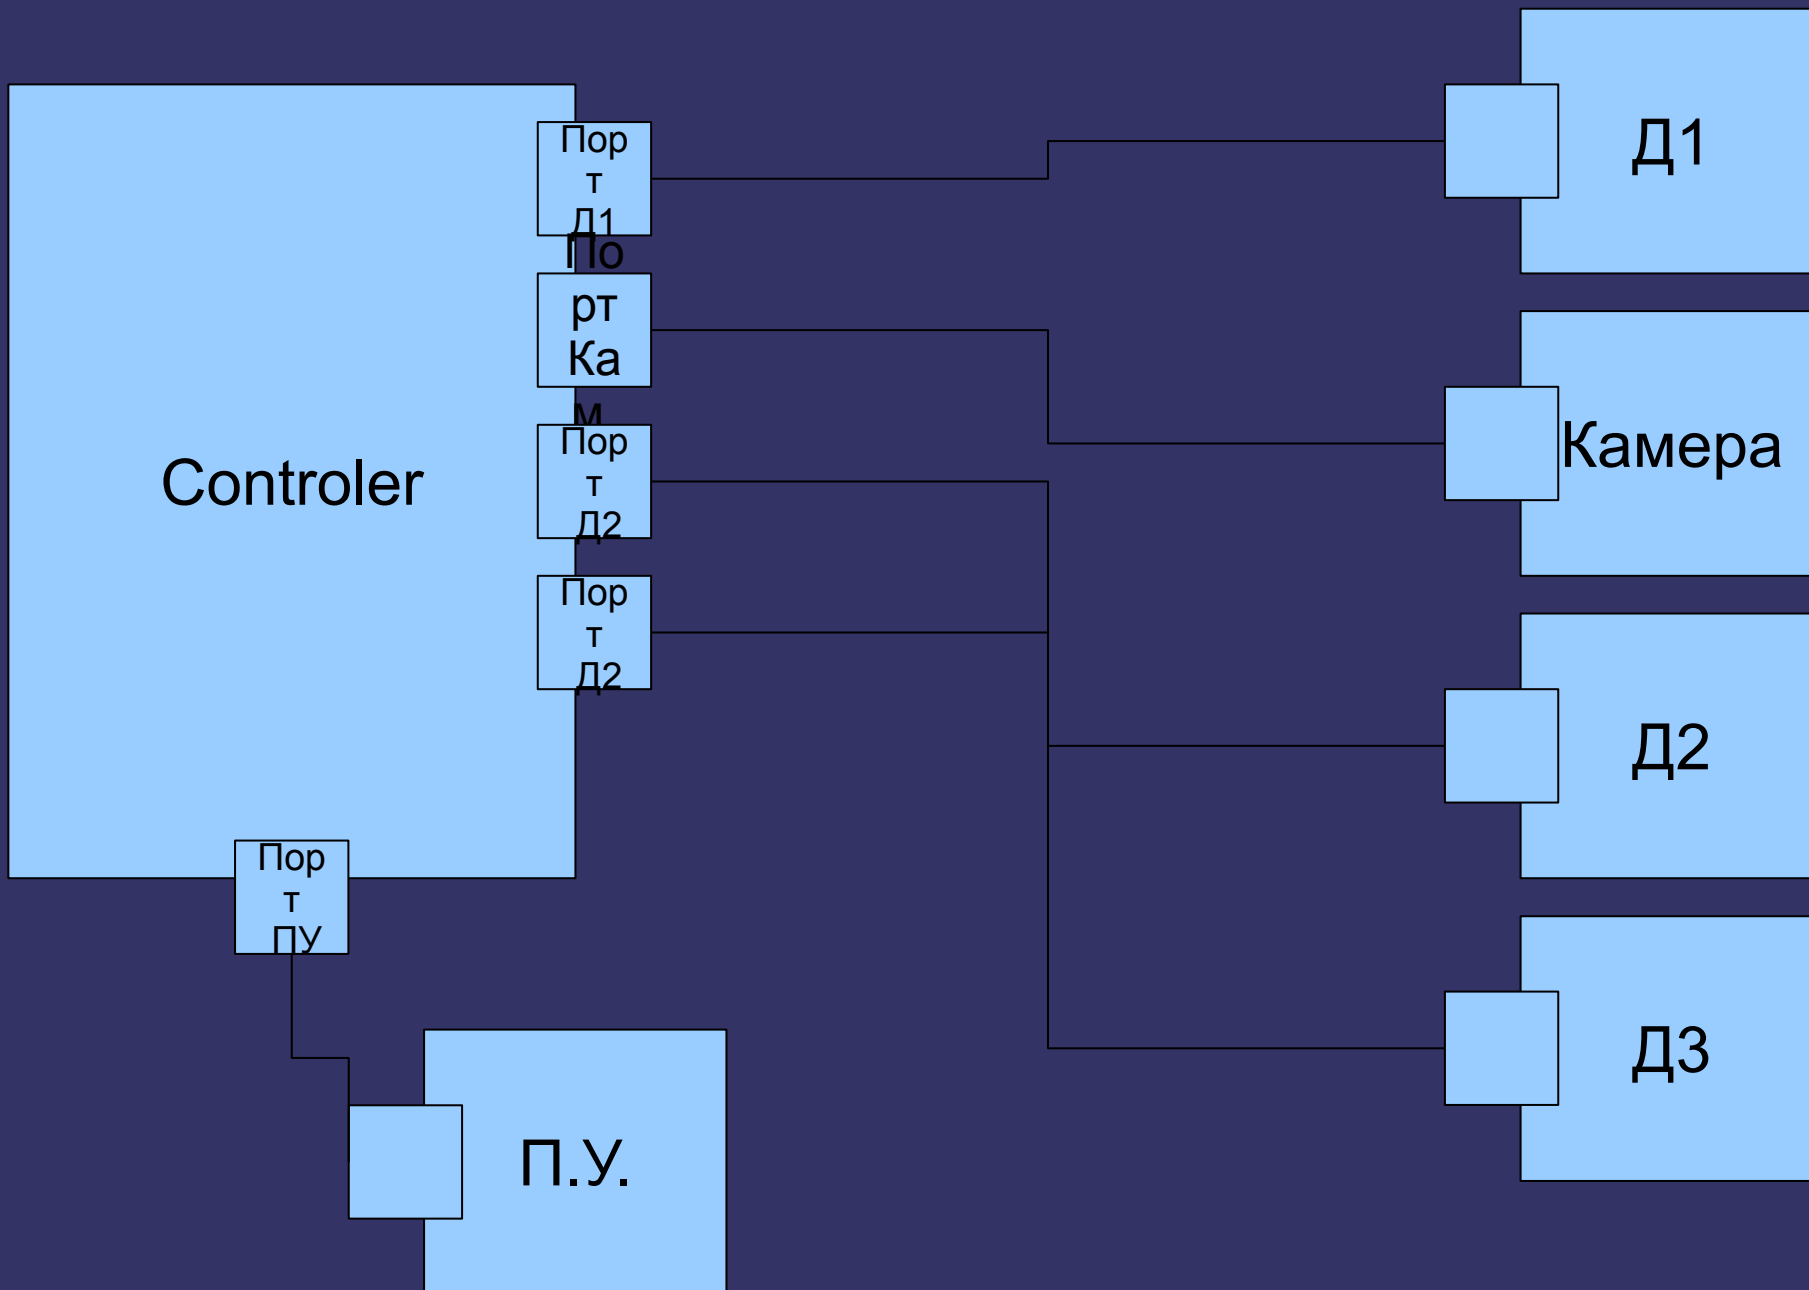 Controler
Пор
т
Д1
По
рт
Ка
м
Пор
т
Д2
Пор
т
Д2
Пор
т
ПУ
П.У.
Д1
Камера
Д2
Д3